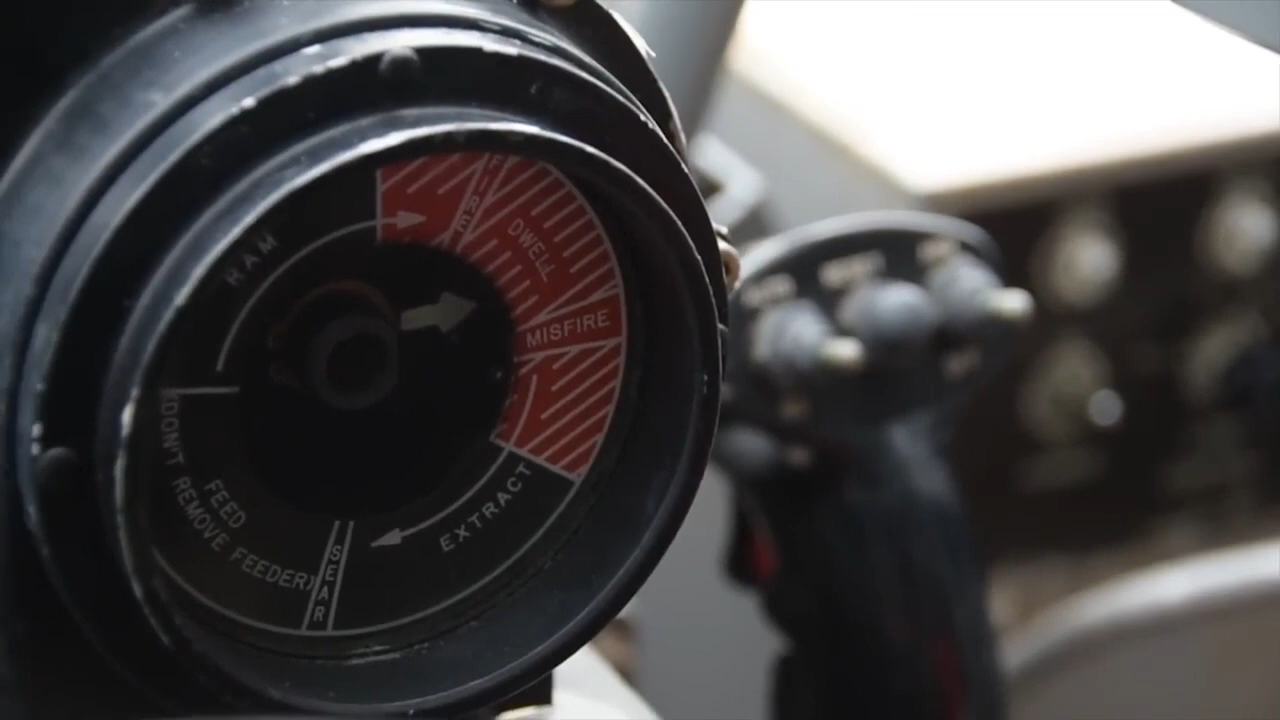 FIRE
DWELL
RAM
MISFIRE
EXTRACT
FEED
(DON'T REMOVE FEEDER)
SEAR